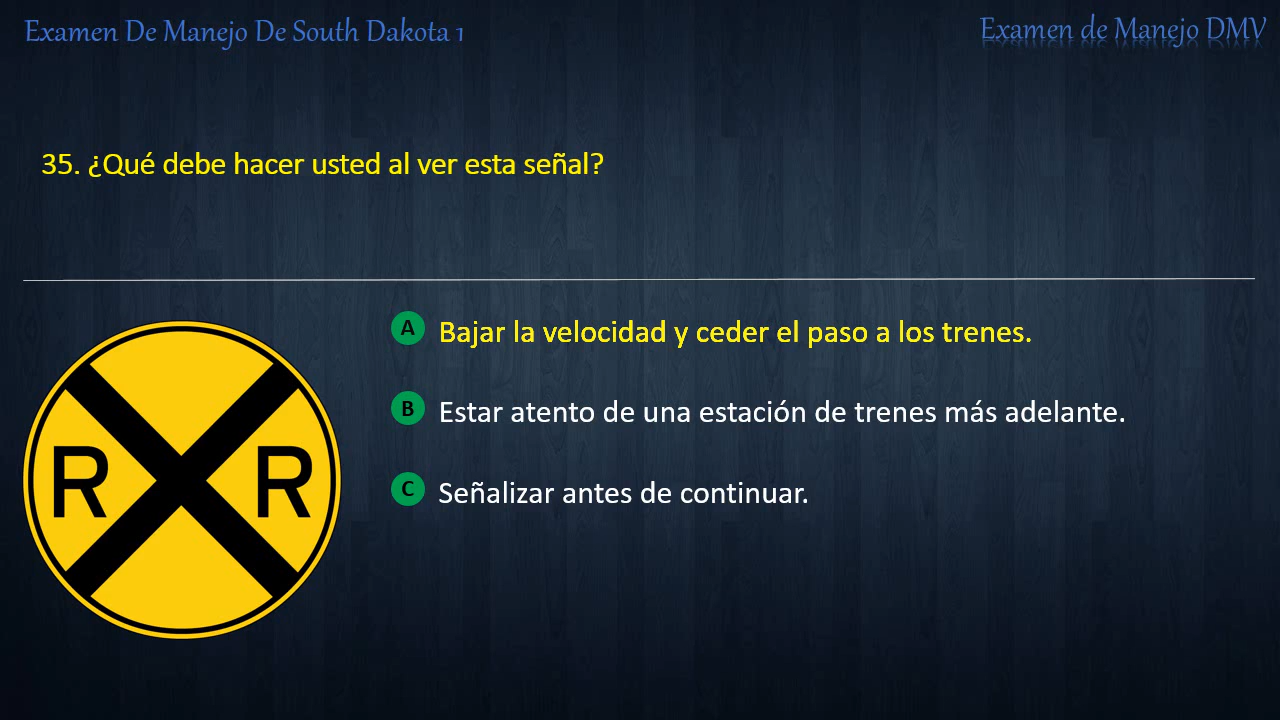 Examen De Manejo De South Dakota 1
Examen de Manejo DMV
35. ¿Qué debe hacer usted al ver esta señal?
A Bajar la velocidad y ceder el paso a los trenes.
B Estar atento de una estación de trenes más adelante.
C Señalizar antes de continuar.
R R